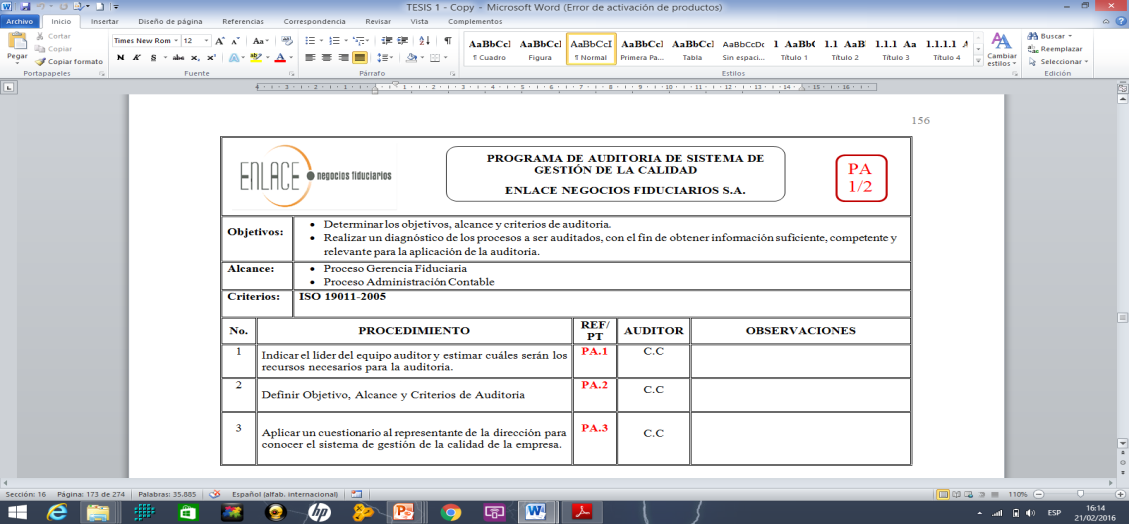 TESIS 1 - Copy - Microsoft Word (Error de activación de productos)
Archivo Inicio Insertar Diseño de página Referencias Correspondencia Revisar Vista Complementos
Pegar
Cortar
Copiar
Copiar formato
Portapapeles
Times New Rom 12
N K S abc x, x²
Fuente
Párrafo
AaBbCcl AaBbCcl AaBbCcI AaBbCcl AaBbCcl AaBbCcDc 1 AaBbC 1.1 AaB 1.1.1 Aa 1.1.1.1 A
¶ Cuadro Figura ¶ Normal Primera Pa... Tabla Sin espaci... Título 1 Título 2 Título 3 Título 4
Estilos
Cambiar estilos
Buscar
Reemplazar
Seleccionar
Edición
156
ENLACE negocios fiduciarios
PROGRAMA DE AUDITORIA DE SISTEMA DE
GESTIÓN DE LA CALIDAD
ENLACE NEGOCIOS FIDUCIARIOS S.A.
PA
1/2
Objetivos:
• Determinar los objetivos, alcance y criterios de auditoria.
• Realizar un diagnóstico de los procesos a ser auditados, con el fin de obtener información suficiente, competente y
relevante para la aplicación de la auditoria.
Alcance:
• Proceso Gerencia Fiduciaria
• Proceso Administración Contable
Criterios: ISO 19011-2005
No. PROCEDIMIENTO REF/ PT AUDITOR OBSERVACIONES
1 Indicar el líder del equipo auditor y estimar cuáles serán los
recursos necesarios para la auditoria.
PA.1 C.C
2 Definir Objetivo, Alcance y Criterios de Auditoria PA.2 C.C
3 Aplicar un cuestionario al representante de la dirección para
conocer el sistema de gestión de la calidad de la empresa.
PA.3 C.C
Sección: 16 Página: 173 de 274 Palabras: 35.885 Español (alfab. internacional) 110%
ESP 16:14
21/02/2016